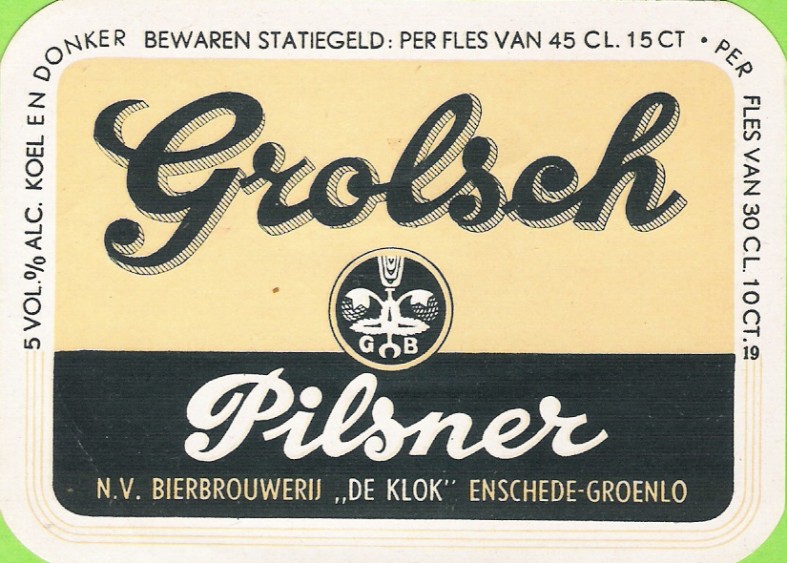 5 VOL.% ALC. KOEL EN DONKER BEWAREN STATIEGELD: PER FLES VAN 45 CL. 15 CT • PER FLES VAN 30 CL. 10 CT. 19
Grolsch
G B
Pilsner
N.V. BIERBROUWERIJ „DE KLOK” ENSCHEDE-GROENLO